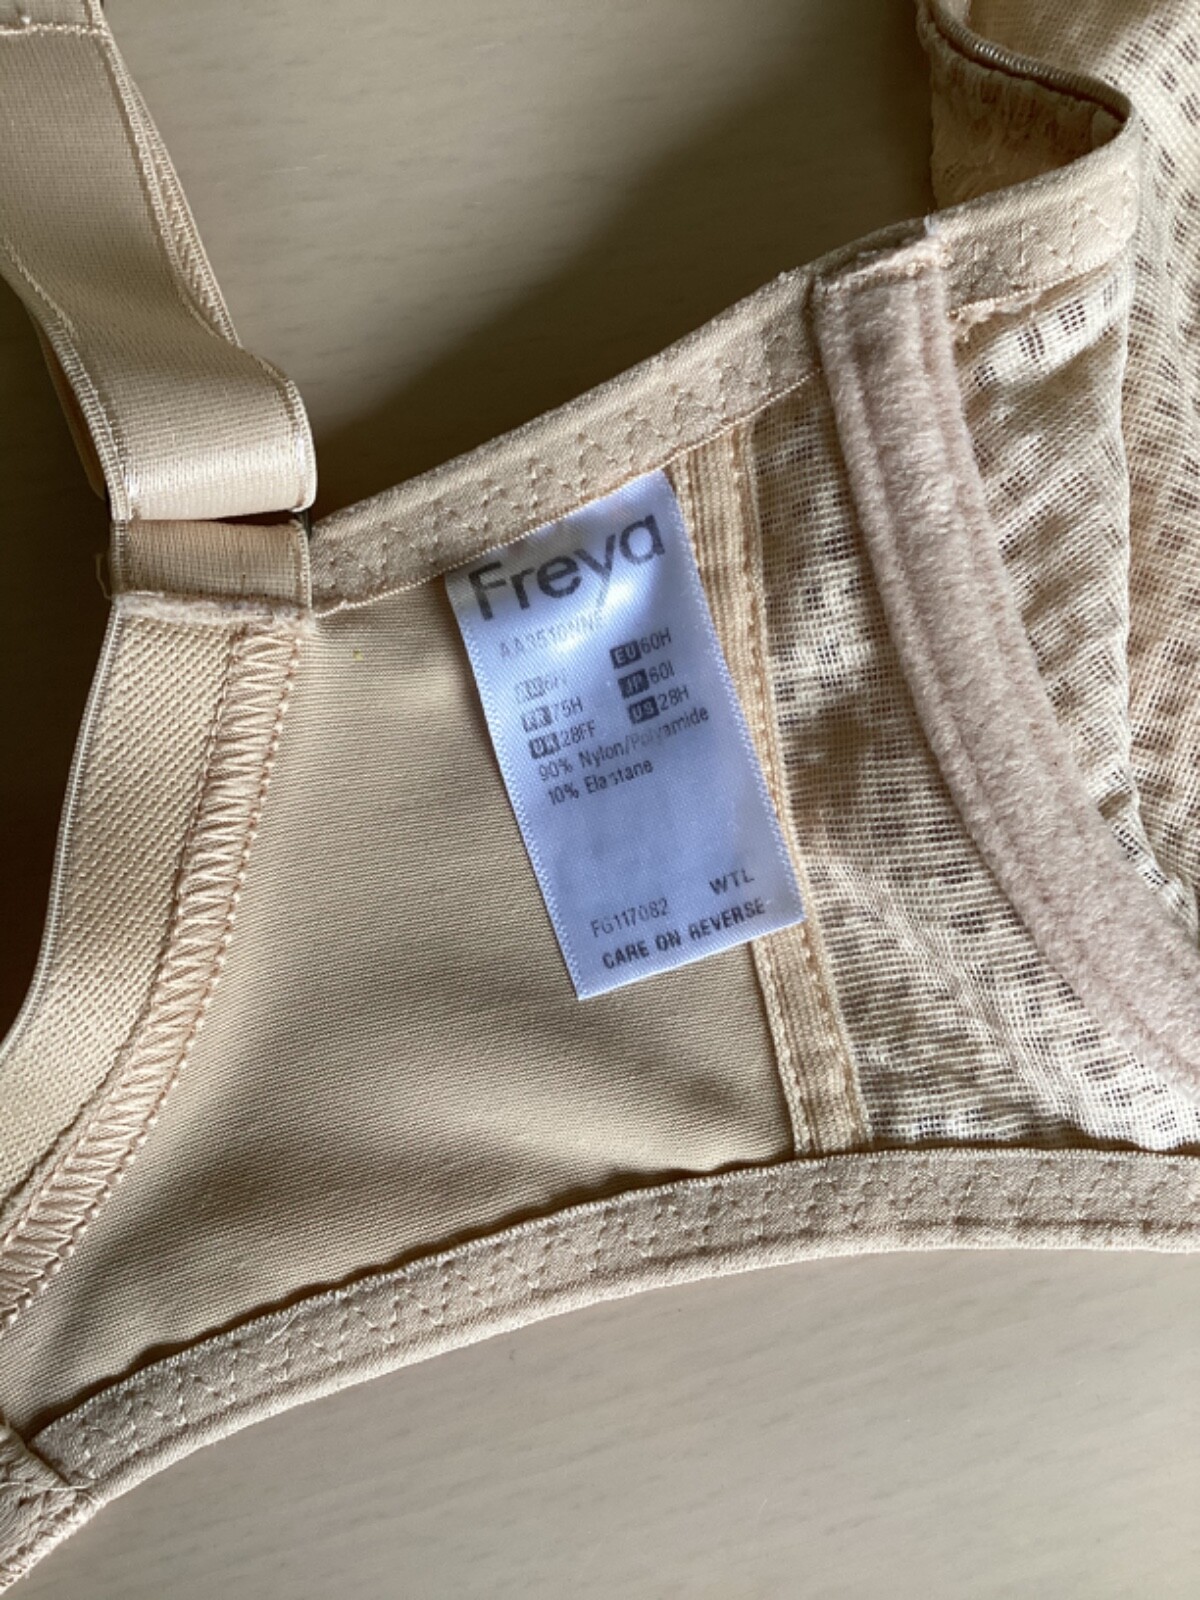 Freya
EU 60H
JP 60I
FR 75H
US 28H
UK 28FF
90% Nylon/Polyamide
10% Elastane
FG117082 WTL
CARE ON REVERSE